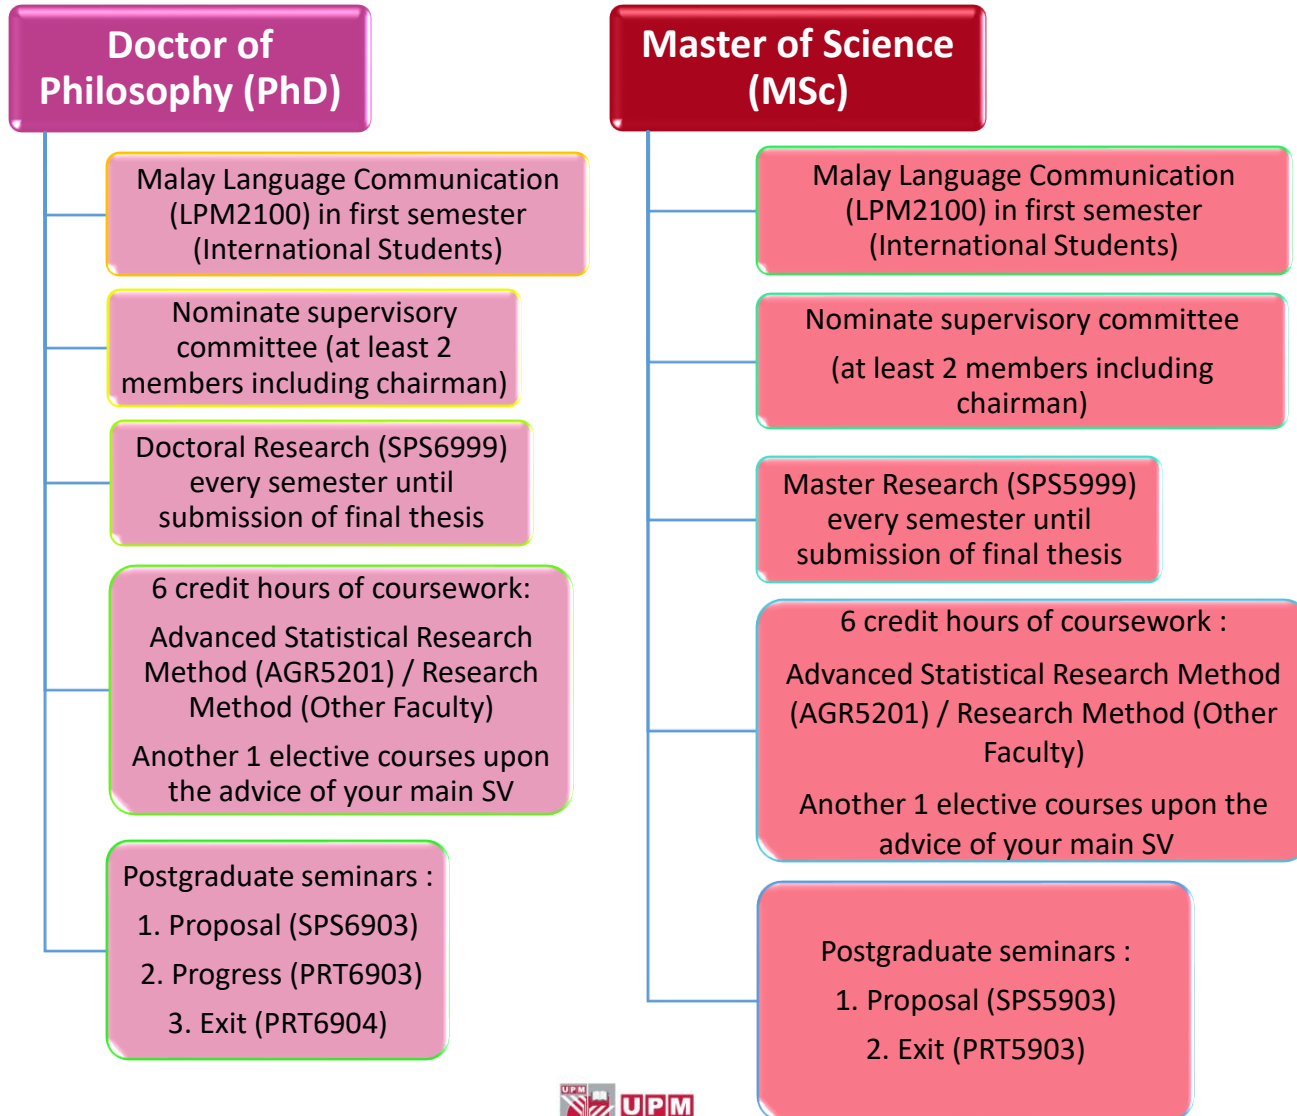 Doctor of
Philosophy (PhD)
Malay Language Communication
(LPM2100) in first semester
(International Students)
Nominate supervisory
committee (at least 2
members including chairman)
Doctoral Research (SPS6999)
every semester until
submission of final thesis
6 credit hours of coursework:
Advanced Statistical Research
Method (AGR5201) / Research
Method (Other Faculty)
Another 1 elective courses upon
the advice of your main SV
Postgraduate seminars :
1. Proposal (SPS6903)
2. Progress (PRT6903)
3. Exit (PRT6904)
Master of Science
(MSc)
Malay Language Communication
(LPM2100) in first semester
(International Students)
Nominate supervisory committee
(at least 2 members including
chairman)
Master Research (SPS5999)
every semester until
submission of final thesis
6 credit hours of coursework :
Advanced Statistical Research Method
(AGR5201) / Research Method (Other
Faculty)
Another 1 elective courses upon the
advice of your main SV
Postgraduate seminars :
1. Proposal (SPS5903)
2. Exit (PRT5903)
UPM
UPM